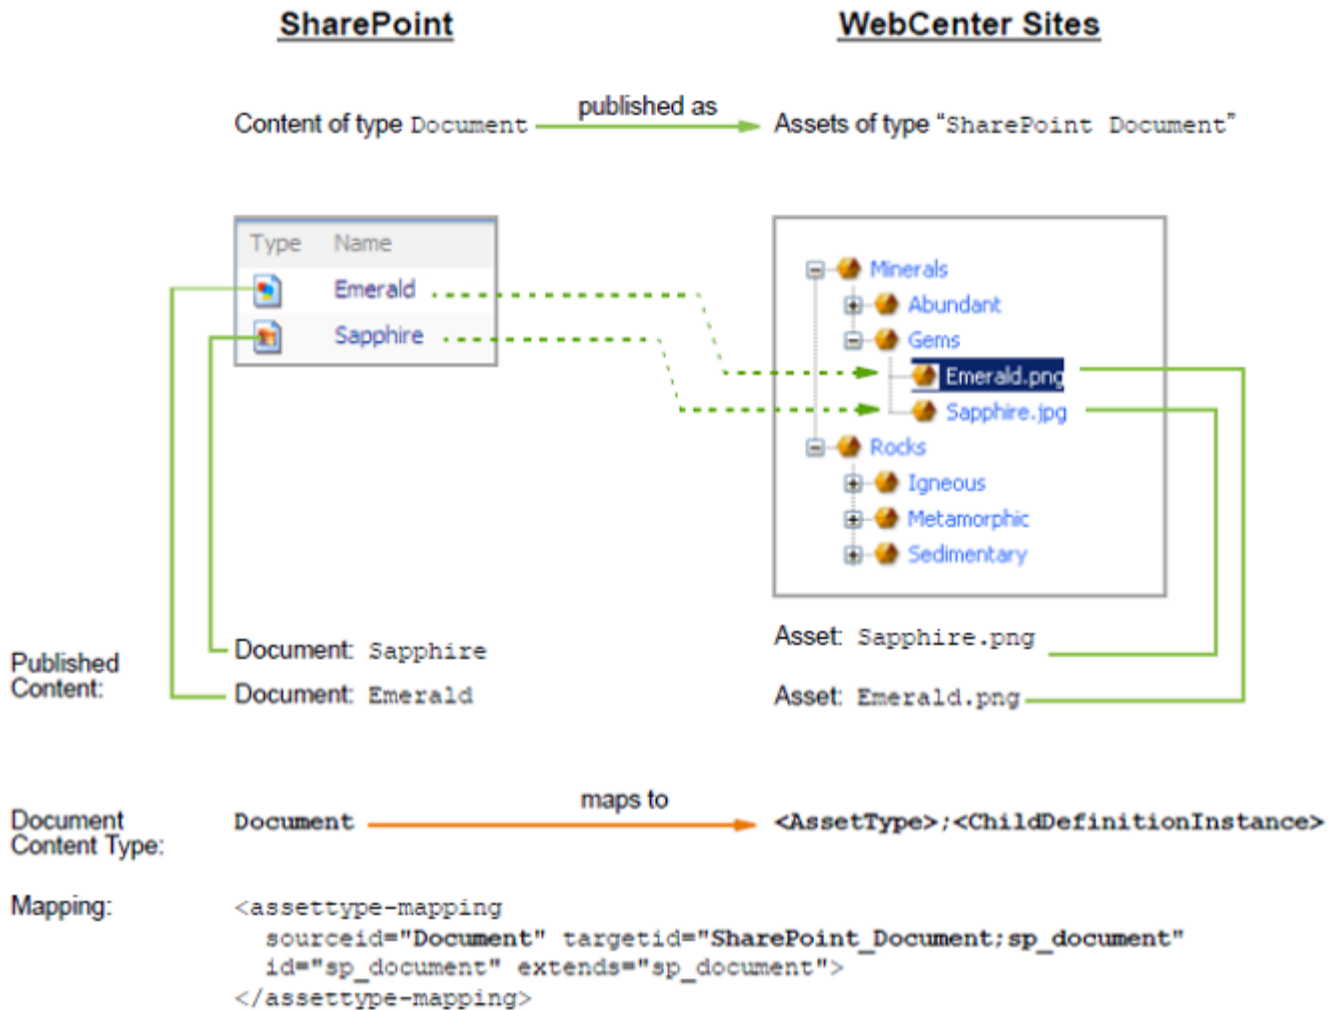 SharePoint
WebCenter Sites
published as
Content of type Document
Assets of type “SharePoint Document”
Type Name
Emerald
Sapphire
Minerals
Abundant
Gems
Emerald.png
Sapphire.jpg
Rocks
Igneous
Metamorphic
Sedimentary
Published
Content:
Document: Sapphire
Document: Emerald
Asset: Sapphire.png
Asset: Emerald.png
maps to
Document
Content Type:
Document
<AssetType>;<ChildDefinitionInstance>
Mapping:
<assettype-mapping
sourceid="Document" targetid="SharePoint_Document;sp_document"
id="sp_document" extends="sp_document">
</assettype-mapping>